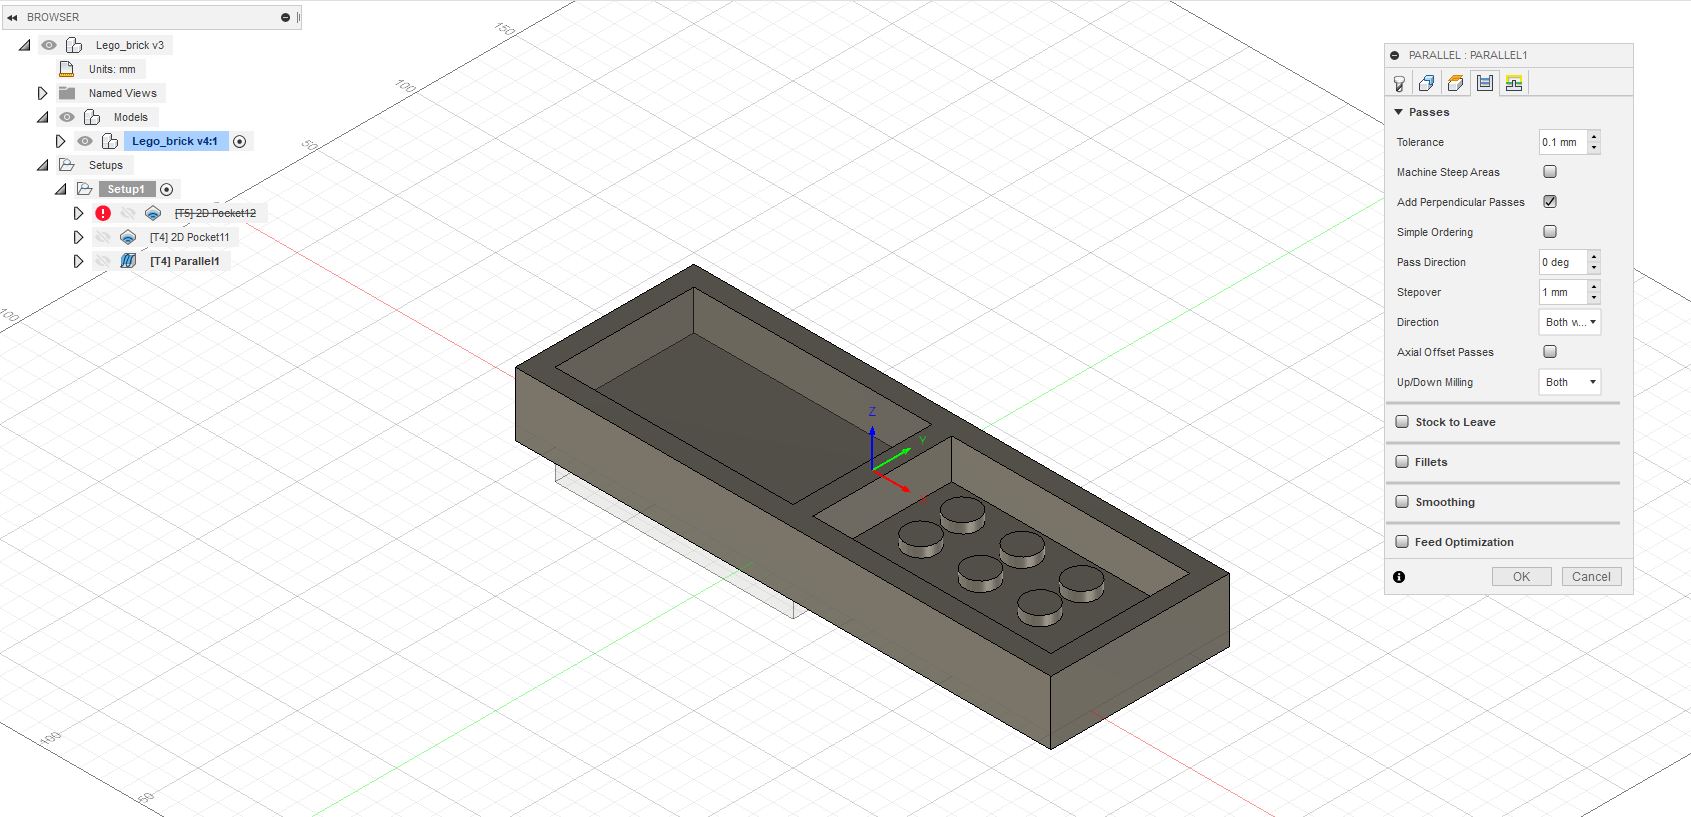 BROWSER
Lego_brick v3
Units: mm
Named Views
Models
Lego_brick v4:1
Setups
Setup1
[T5] 2D Pocket12
[T4] 2D Pocket11
[T4] Parallel1
150
100
50
100
100
50
Z
Y
X
PARALLEL : PARALLEL1
Passes
Tolerance 0.1 mm
Machine Steep Areas
Add Perpendicular Passes
Simple Ordering
Pass Direction 0 deg
Stepover 1 mm
Direction Both w...
Axial Offset Passes
Up/Down Milling Both
Stock to Leave
Fillets
Smoothing
Feed Optimization
OK Cancel